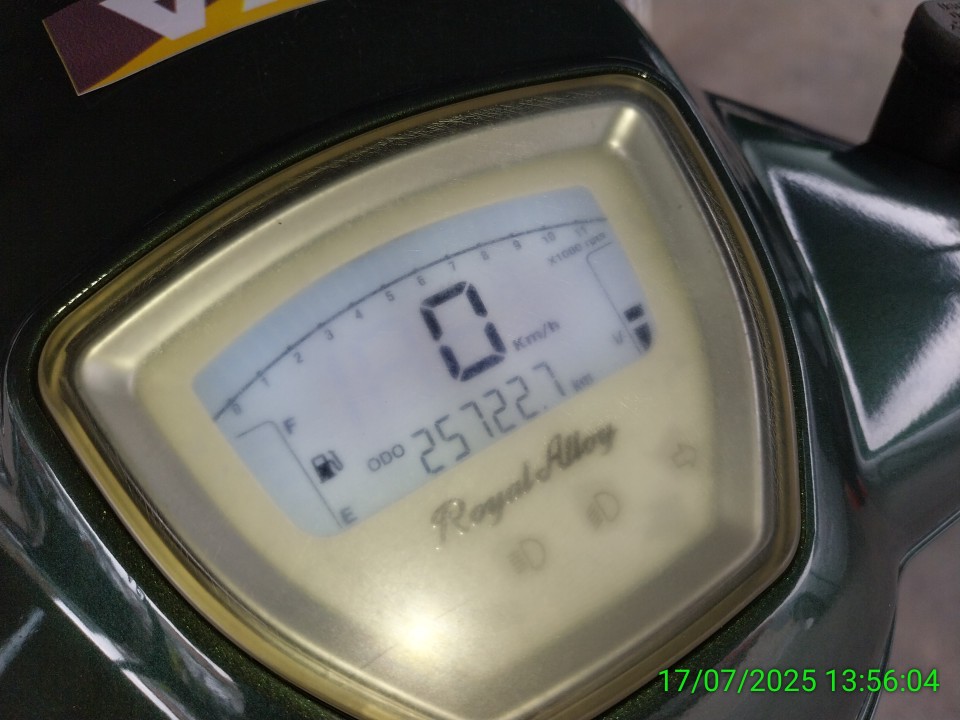 0 1 2 3 4 5 6 7 8 9 10 11
X1000 rpm
0 Km/h
F
ODO 25722.7 km
E
Royal Alloy
17/07/2025 13:56:04